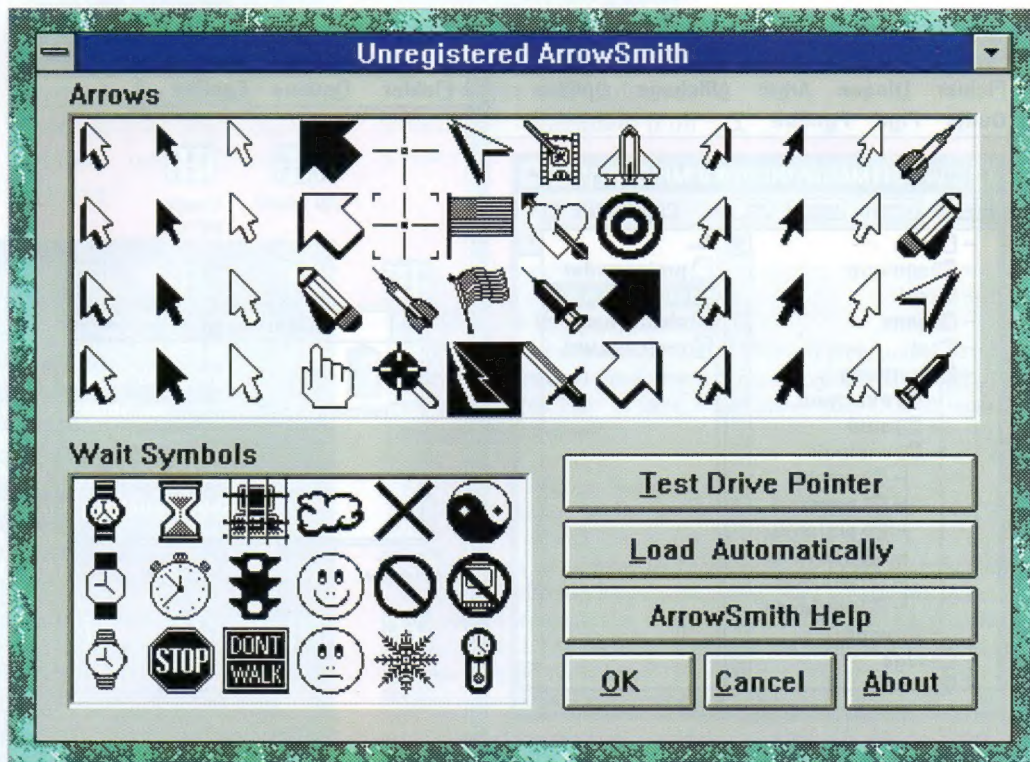 Unregistered ArrowSmith
Arrows
Wait Symbols
STOP
DONT
WALK
Test Drive Pointer
Load Automatically
ArrowSmith Help
OK
Cancel
About